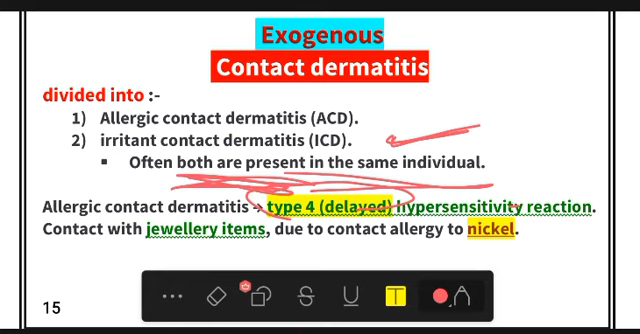 Exogenous
Contact dermatitis
divided into :-
1) Allergic contact dermatitis (ACD).
2) irritant contact dermatitis (ICD).
▪ Often both are present in the same individual.
Allergic contact dermatitis → type 4 (delayed) hypersensitivity reaction.
Contact with jewellery items, due to contact allergy to nickel.
15